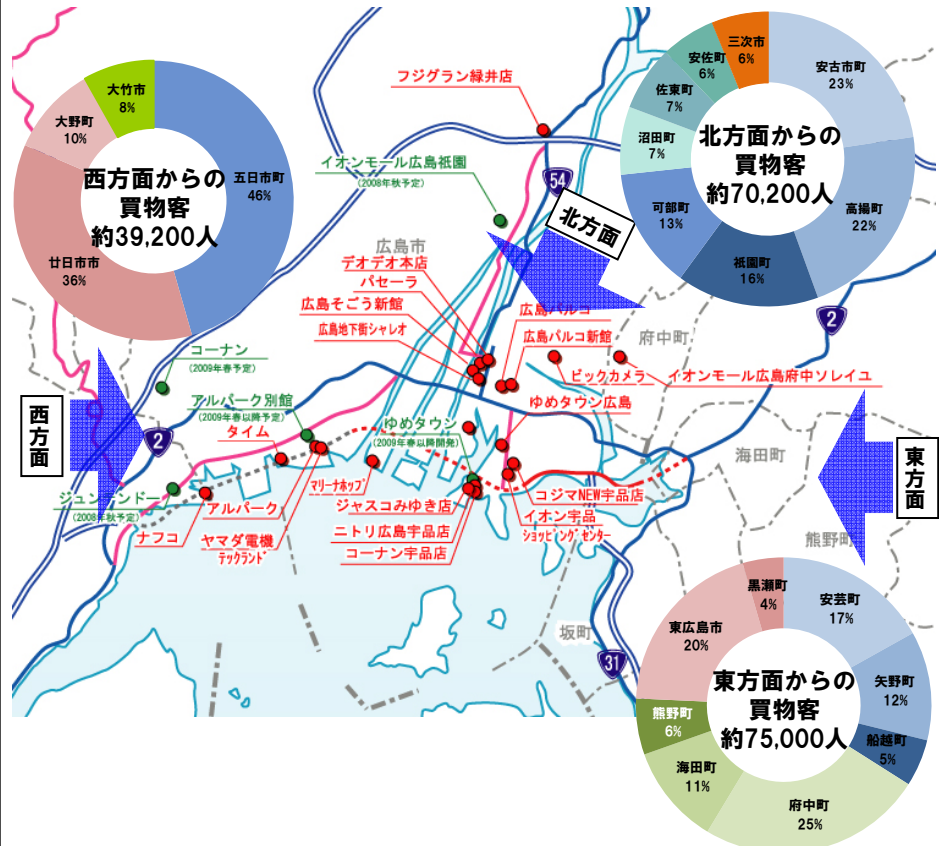 大竹市
8%
大野町
10%
五日市町
46%
廿日市市
36%
西方面からの
買物客
約39,200人
三次市
6%
安佐町
6%
佐東町
7%
沼田町
7%
可部町
13%
祇園町
16%
高揚町
22%
安古市町
23%
北方面からの
買物客
約70,200人
フジグラン緑井店
イオンモール広島祇園
(2008年秋予定)
54
北方面
広島市
デオデオ本店
パセーラ
広島そごう新館
広島地下街シャレオ
広島パルコ
広島パルコ新館
府中町
2
ビックカメラ
イオンモール広島府中ソレイユ
コーナン
(2009年春予定)
アルパーク別館
(2009年春以降予定)
タイム
ゆめタウン
(2009年春以降開発)
ゆめタウン広島
西方面
2
海田町
東方面
ジュンテンドー
(2008年秋予定)
ナフコ
アルパーク
ヤマダ電機
テックランド
マリーナホップ
ジャスコみゆき店
ニトリ広島宇品店
コーナン宇品店
コジマNEW宇品店
イオン宇品
ショッピングセンター
熊野町
坂町
31
黒瀬町
4%
東広島市
20%
安芸町
17%
矢野町
12%
船越町
5%
府中町
25%
海田町
11%
熊野町
6%
東方面からの
買物客
約75,000人